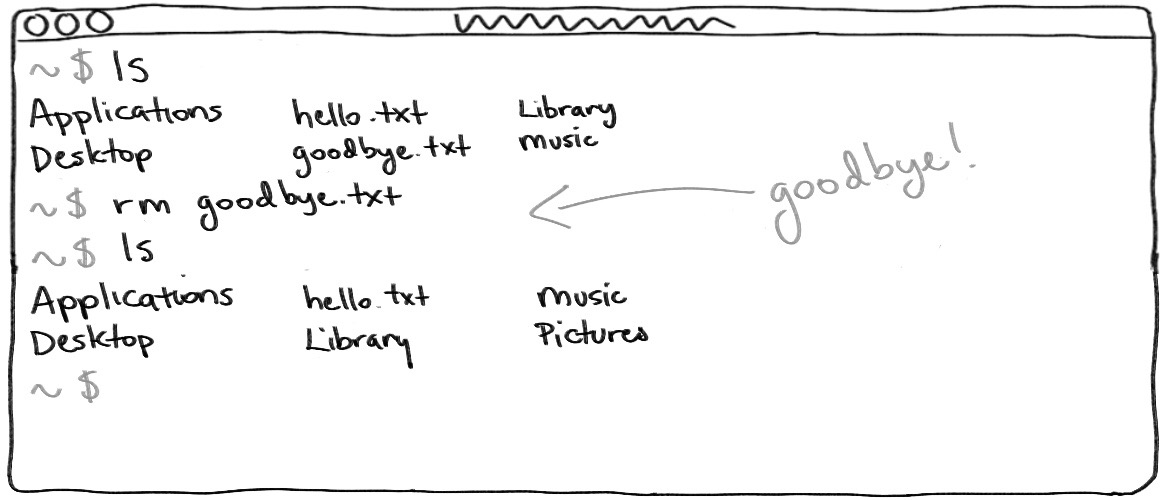 ~ $ ls
Applications hello.txt Library
Desktop goodbye.txt music
~ $ rm goodbye.txt
goodbye!
~ $ ls
Applications hello.txt music
Desktop Library Pictures
~ $